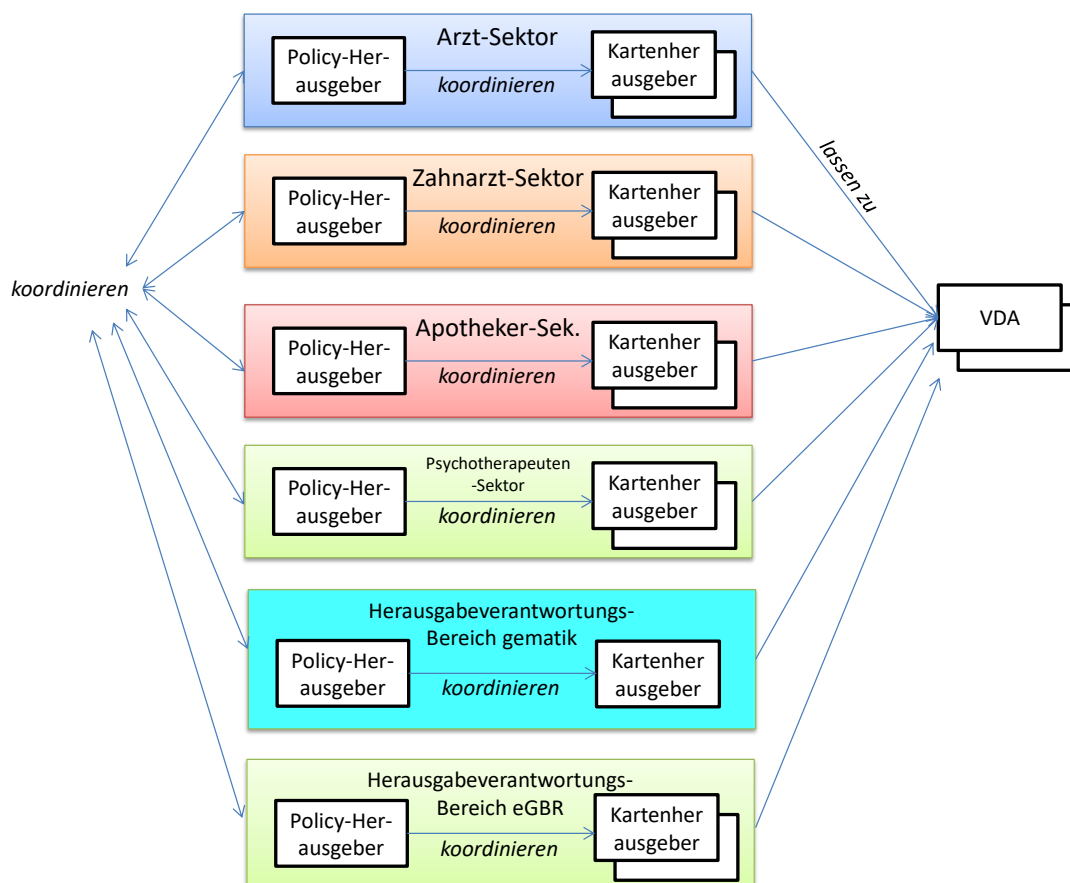 Arzt-Sektor
Policy-Her-
ausgeber
koordinieren
Kartenher
ausgeber
lassen zu
Zahnarzt-Sektor
Policy-Her-
ausgeber
koordinieren
Kartenher
ausgeber
koordinieren
VDA
Apotheker-Sek.
Policy-Her-
ausgeber
koordinieren
Kartenher
ausgeber
Psychotherapeuten
-Sektor
Policy-Her-
ausgeber
koordinieren
Kartenher
ausgeber
Herausgabeverantwortungs-
Bereich gematik
Policy-Her-
ausgeber
koordinieren
Kartenher
ausgeber
Herausgabeverantwortungs-
Bereich eGBR
Policy-Her-
ausgeber
koordinieren
Kartenher
ausgeber